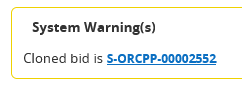 System Warning(s)
Cloned bid is S-ORCPP-00002552